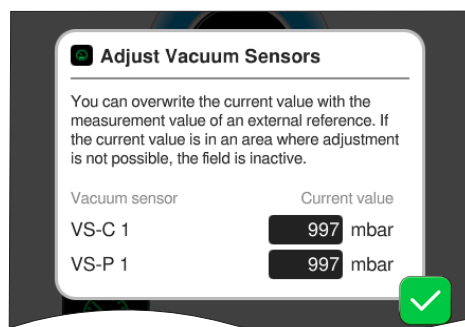 Adjust Vacuum Sensors
You can overwrite the current value with the
measurement value of an external reference. If
the current value is in an area where adjustment
is not possible, the field is inactive.
Vacuum sensor Current value
VS-C 1 997 mbar
VS-P 1 997 mbar